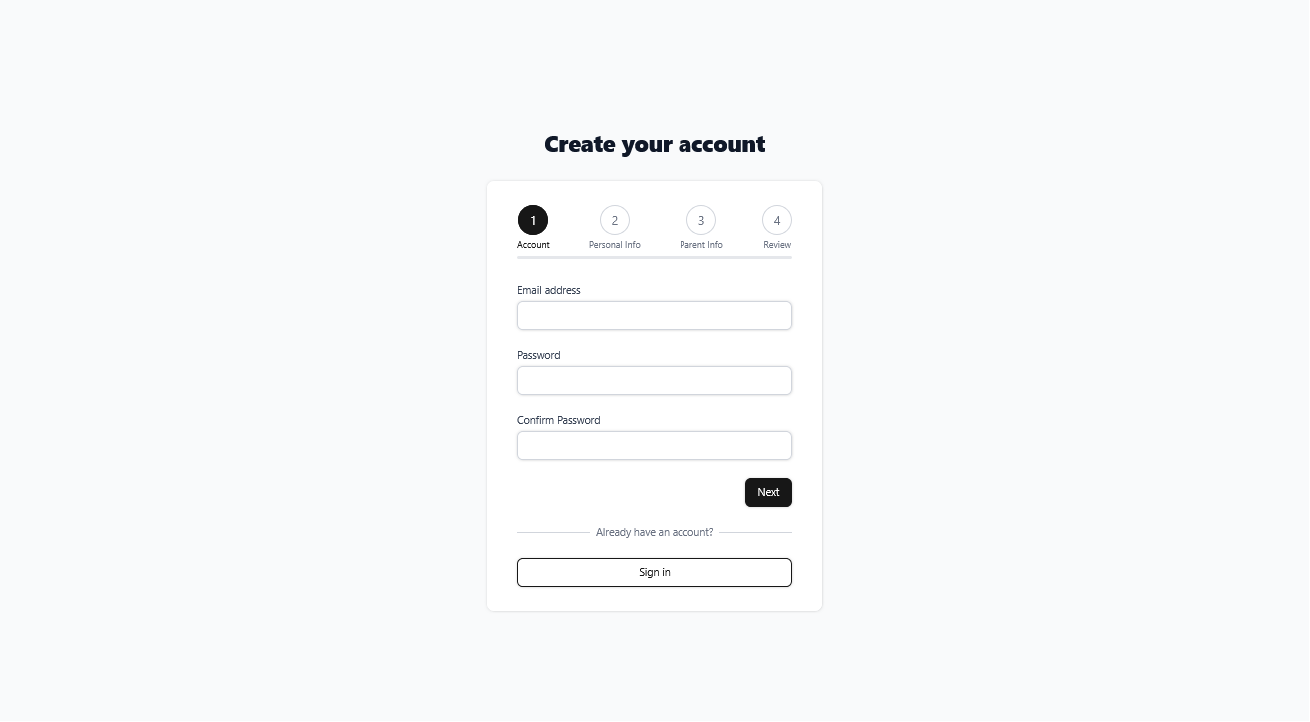 Create your account
1 2 3 4
Account Personal Info Parent Info Review
Email address
Password
Confirm Password
Next
Already have an account?
Sign in